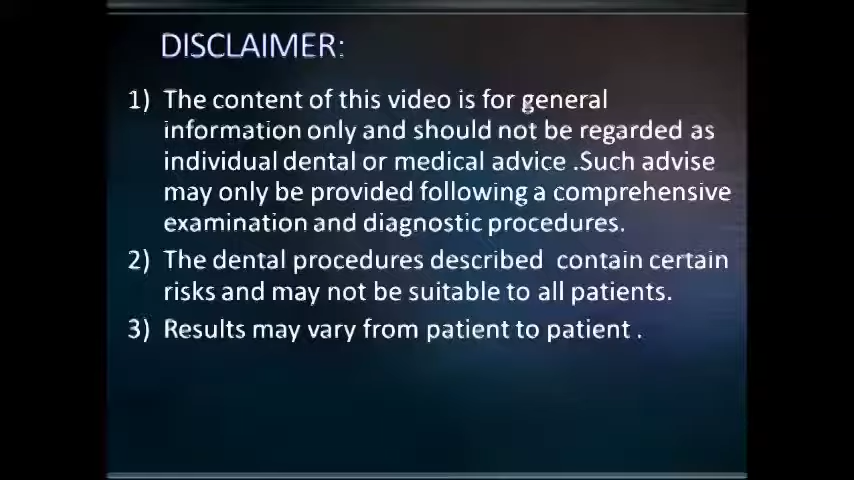 DISCLAIMER:
1) The content of this video is for general
information only and should not be regarded as
individual dental or medical advice .Such advise
may only be provided following a comprehensive
examination and diagnostic procedures.
2) The dental procedures described  contain certain
risks and may not be suitable to all patients.
3) Results may vary from patient to patient .